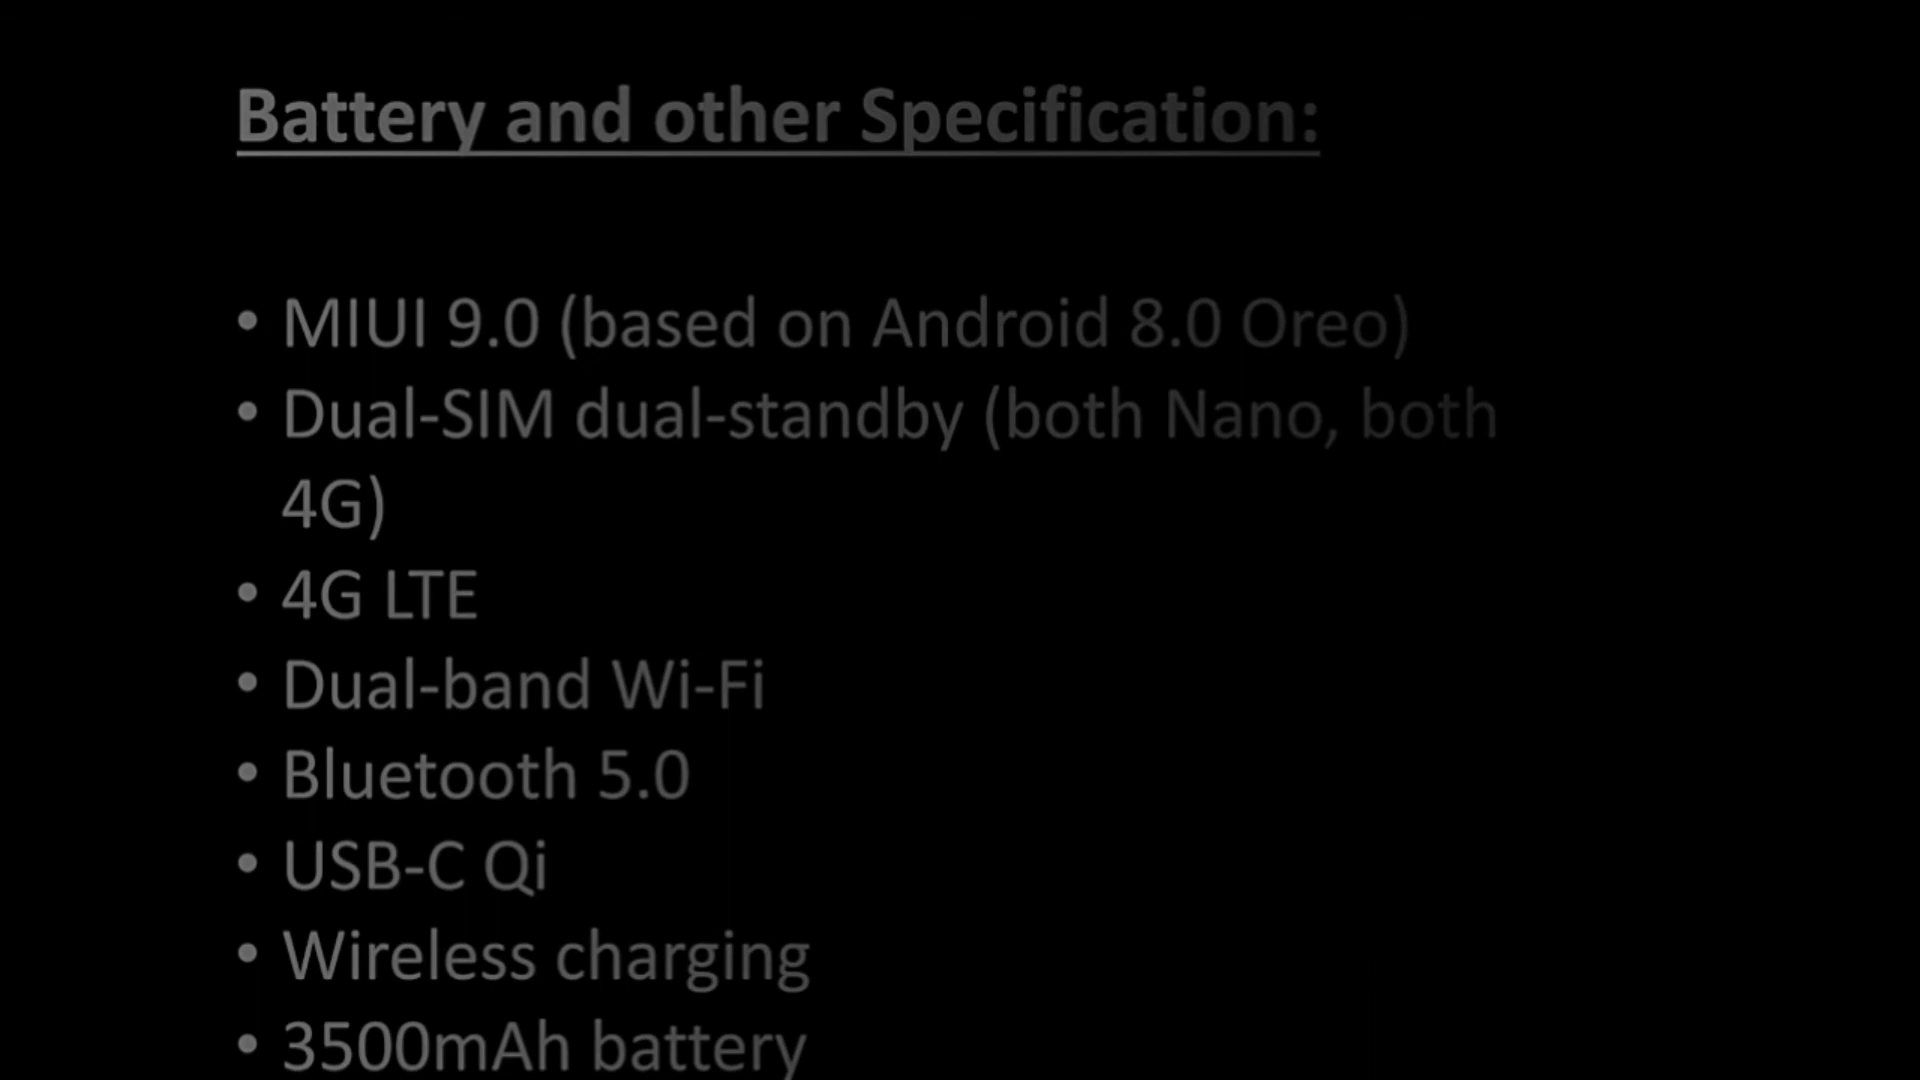 Battery and other Specification:
• MIUI 9.0 (based on Android 8.0 Oreo)
• Dual-SIM dual-standby (both Nano, both
4G)
• 4G LTE
• Dual-band Wi-Fi
• Bluetooth 5.0
• USB-C Qi
• Wireless charging
• 3500mAh battery